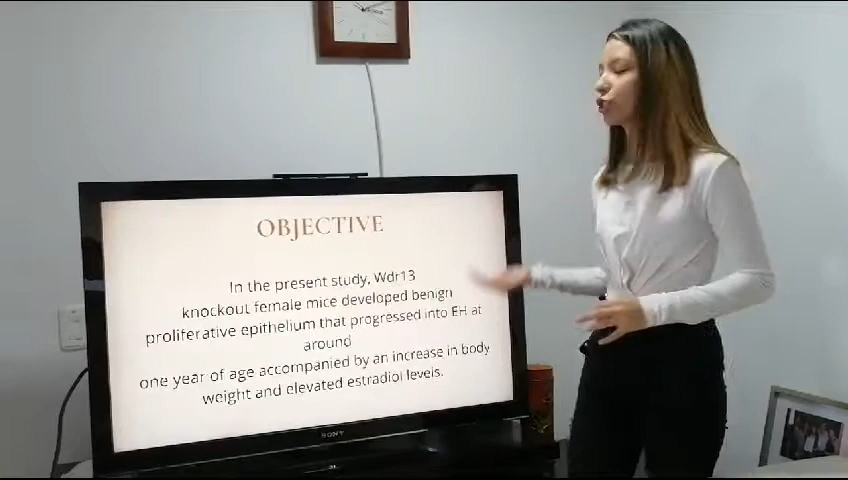 OBJECTIVE
In the present study, Wdr13
knockout female mice developed benign
proliferative epithelium that progressed into EH at
around
one year of age accompanied by an increase in body
weight and elevated estradiol levels.
SONY